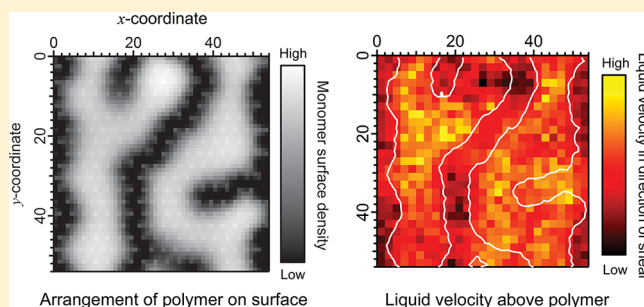 x-coordinate
0 20 40
High
Low
Monomer surface density
0
20
40
y-coordinate
Arrangement of polymer on surface
0 20 40
High
Low
Liquid velocity in direction of shear
0
20
40
Liquid velocity above polymer